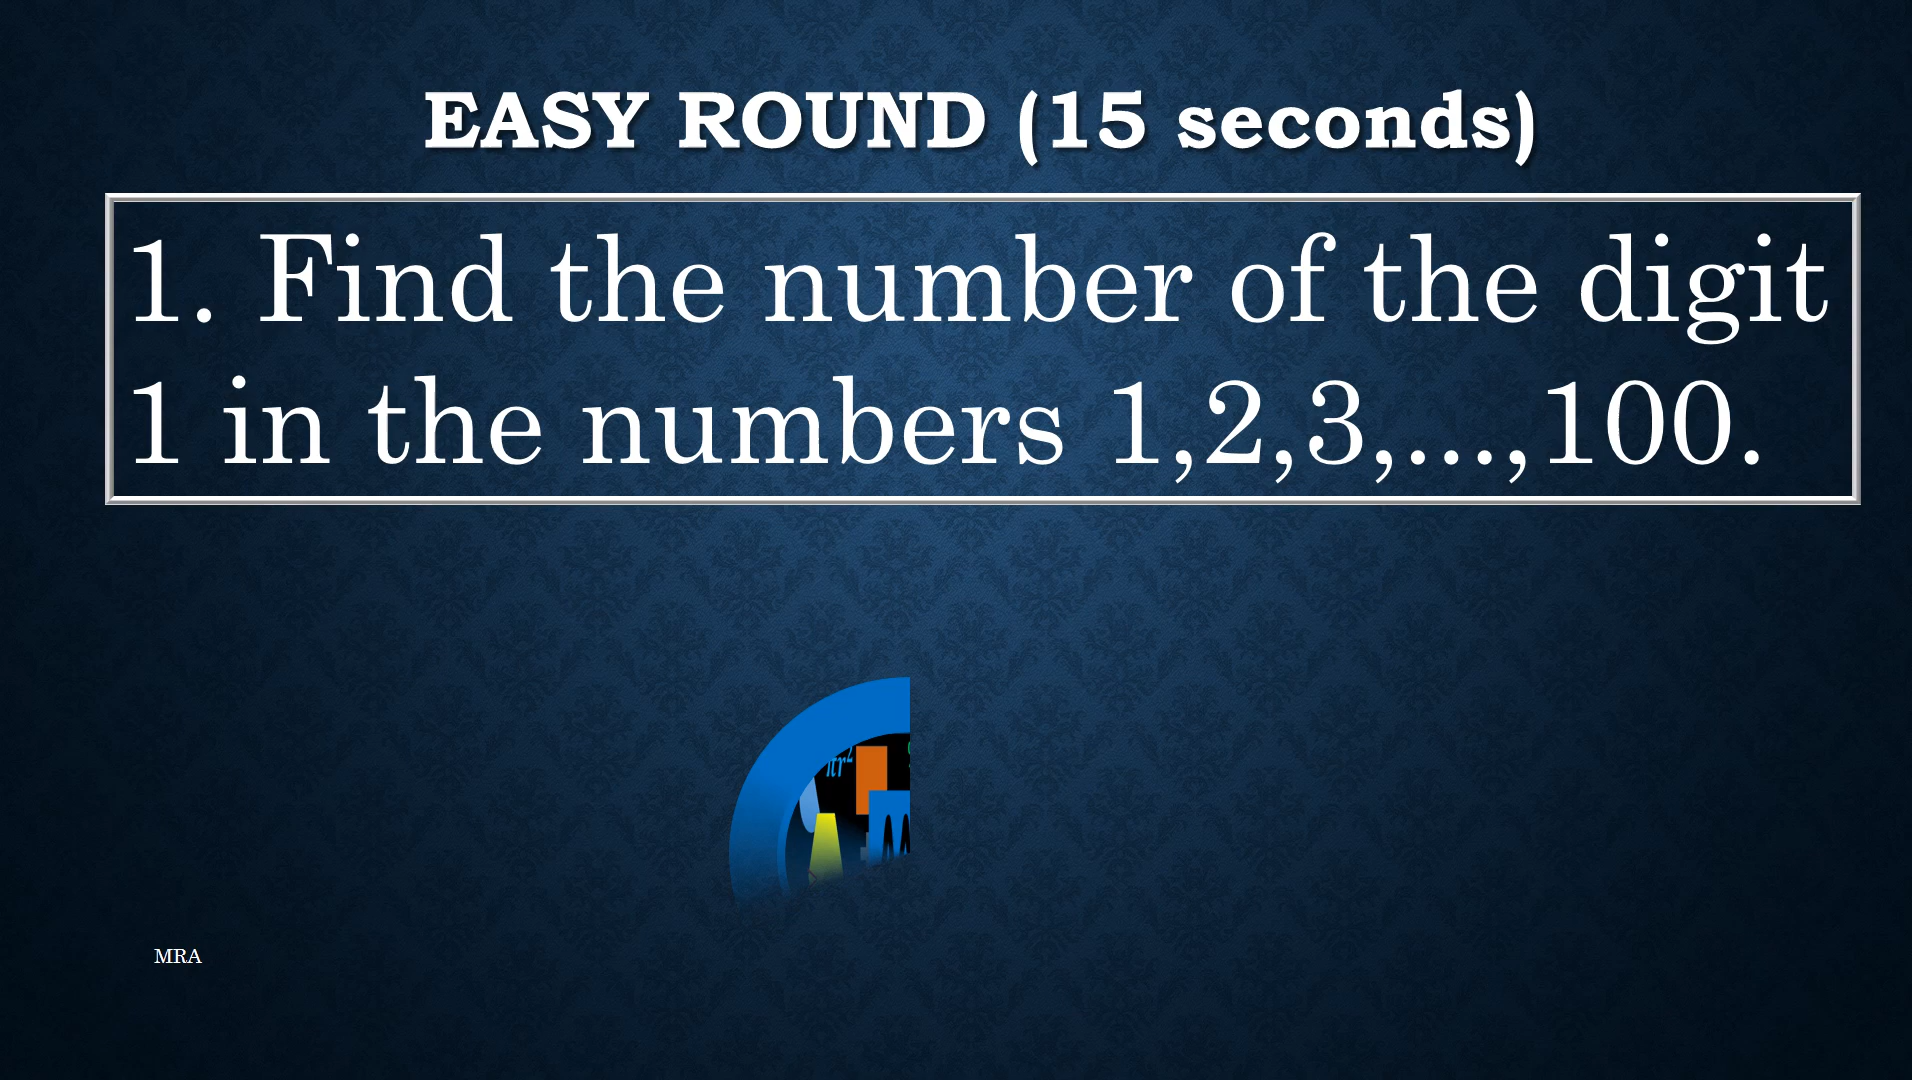 EASY ROUND (15 seconds)
1. Find the number of the digit
1 in the numbers 1,2,3,...,100.
πr²
M
MRA